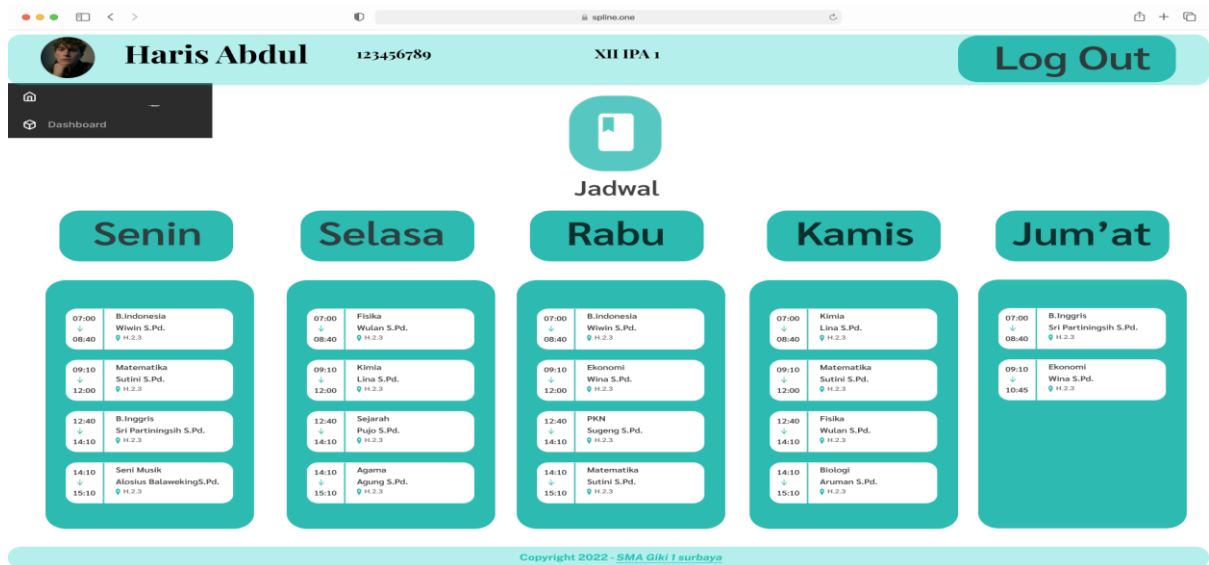 spline.one
Haris Abdul
123456789
XII IPA 1
Log Out
Dashboard
Jadwal
Senin
07:00
08:40
B.indonesia
Wiwin S.Pd.
H.2.3
09:10
12:00
Matematika
Sutini S.Pd.
H.2.3
12:40
14:10
B.Inggris
Sri Partiningsih S.Pd.
H.2.3
14:10
15:10
Seni Musik
Alosius BalawekingS.Pd.
H.2.3
Selasa
07:00
08:40
Fisika
Wulan S.Pd.
H.2.3
09:10
12:00
Kimia
Lina S.Pd.
H.2.3
12:40
14:10
Sejarah
Pujo S.Pd.
H.2.3
14:10
15:10
Agama
Agung S.Pd.
H.2.3
Rabu
07:00
08:40
B.indonesia
Wiwin S.Pd.
H.2.3
09:10
12:00
Ekonomi
Wina S.Pd.
H.2.3
12:40
14:10
PKN
Sugeng S.Pd.
H.2.3
14:10
15:10
Matematika
Sutini S.Pd.
H.2.3
Kamis
07:00
08:40
Kimia
Lina S.Pd.
H.2.3
09:10
12:00
Matematika
Sutini S.Pd.
H.2.3
12:40
14:10
Fisika
Wulan S.Pd.
H.2.3
14:10
15:10
Biologi
Aruman S.Pd.
H.2.3
Jum'at
07:00
08:40
B.Inggris
Sri Partiningsih S.Pd.
H.2.3
09:10
10:45
Ekonomi
Wina S.Pd.
H.2.3
Copyright 2022 - SMA Giki 1 surbaya